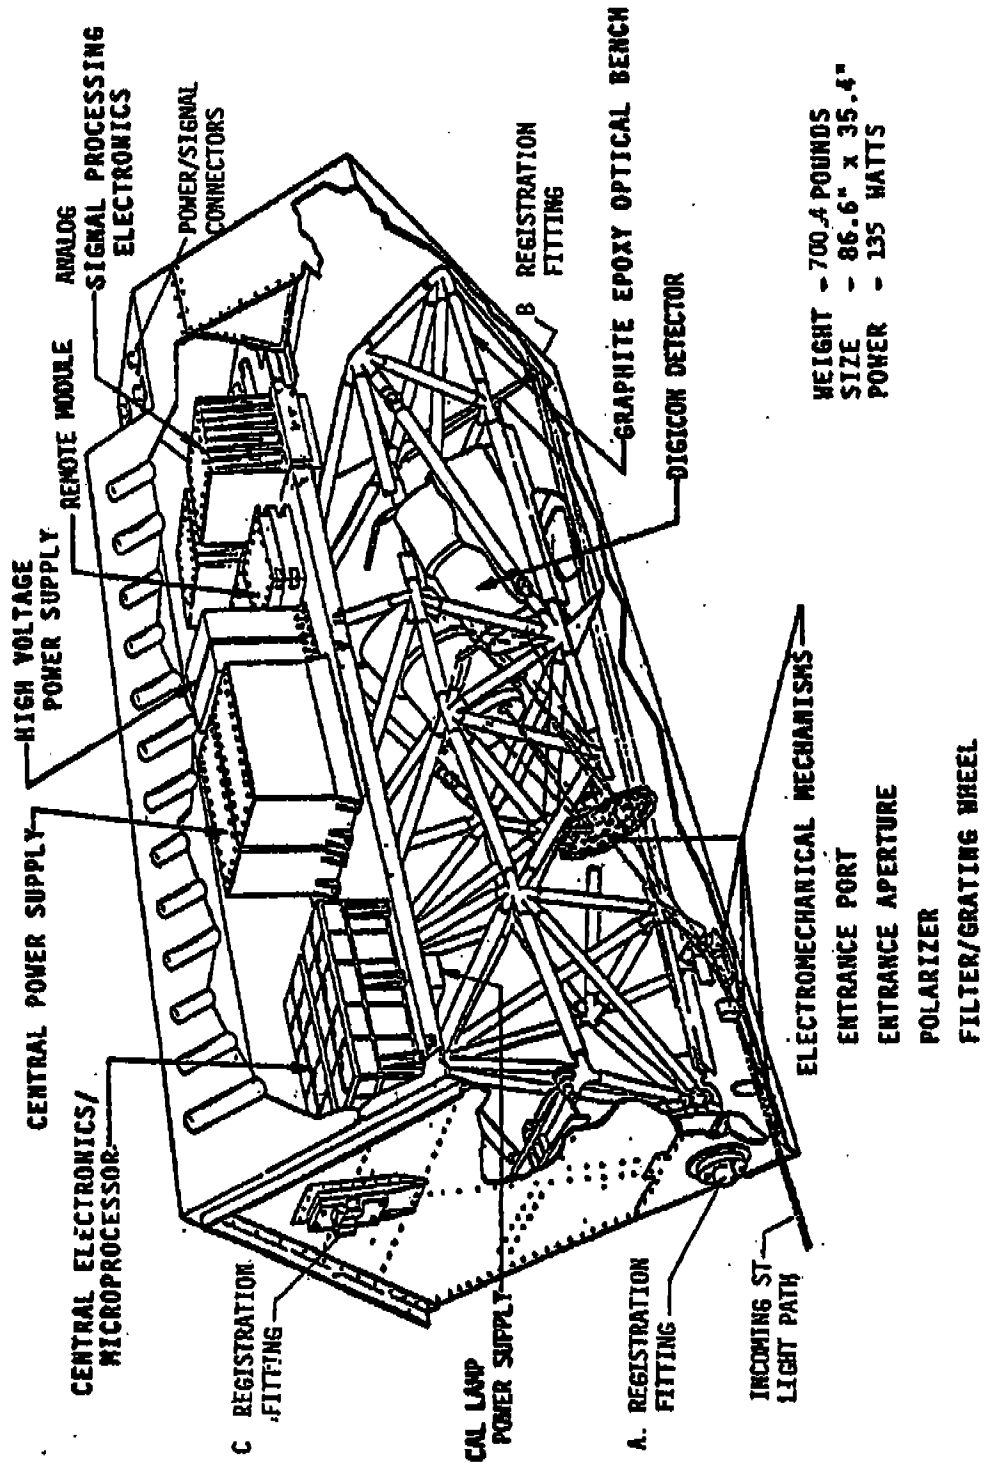 ANALOG
SIGNAL PROCESSING
ELECTRONICS
POWER/SIGNAL
CONNECTORS
REMOTE MODULE
HIGH VOLTAGE
POWER SUPPLY
CENTRAL POWER SUPPLY
CENTRAL ELECTRONICS/
MICROPROCESSOR
C REGISTRATION
FITTING
CAL LAMP
POWER SUPPLY
A. REGISTRATION
FITTING
INCOMING ST
LIGHT PATH
B REGISTRATION
FITTING
GRAPHITE EPOXY OPTICAL BENCH
DIGICON DETECTOR
ELECTROMECHANICAL MECHANISMS
ENTRANCE PORT
ENTRANCE APERTURE
POLARIZER
FILTER/GRATING WHEEL
WEIGHT - 700.4 POUNDS
SIZE - 86.6" x 35.4"
POWER - 135 WATTS